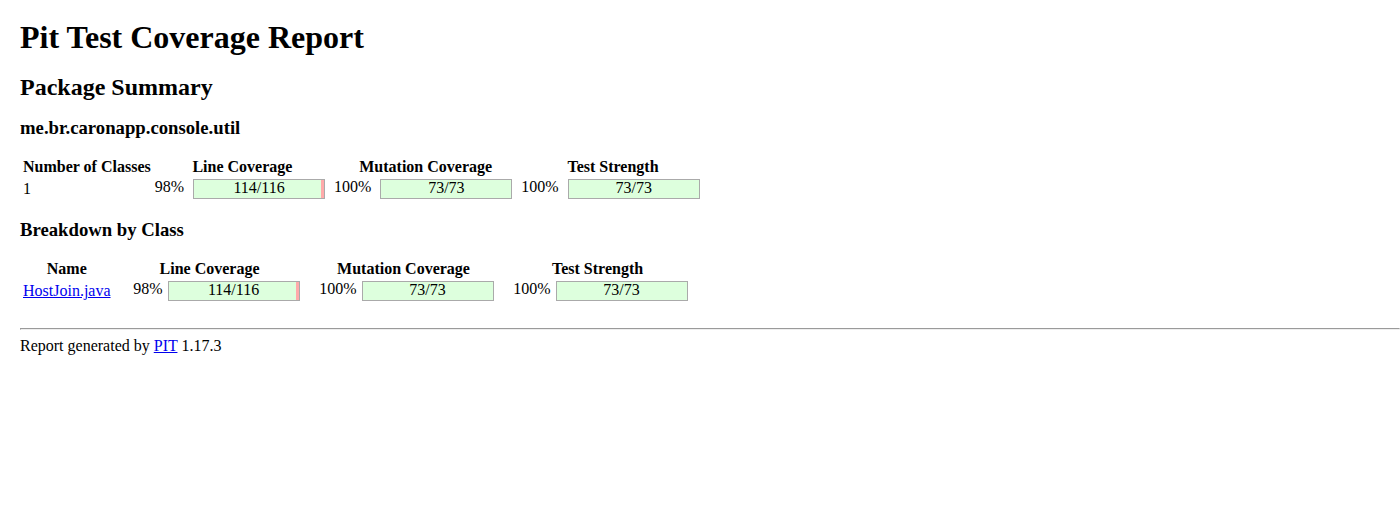 Pit Test Coverage Report
Package Summary
me.br.caronapp.console.util
Number of Classes Line Coverage Mutation Coverage Test Strength
1 98% 114/116 100% 73/73 100% 73/73
Breakdown by Class
Name Line Coverage Mutation Coverage Test Strength
HostJoin.java 98% 114/116 100% 73/73 100% 73/73
Report generated by PIT 1.17.3